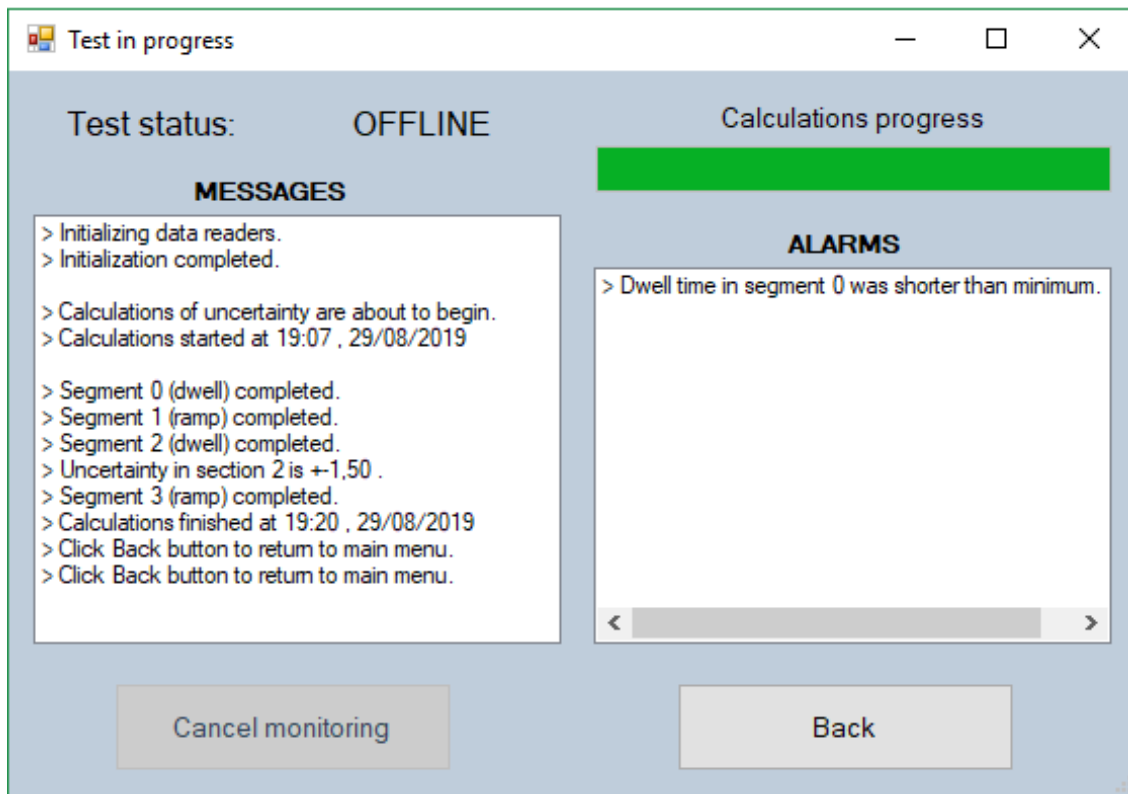 Test in progress
Test status: OFFLINE
Calculations progress
MESSAGES
> Initializing data readers.
> Initialization completed.
> Calculations of uncertainty are about to begin.
> Calculations started at 19:07 , 29/08/2019
> Segment 0 (dwell) completed.
> Segment 1 (ramp) completed.
> Segment 2 (dwell) completed.
> Uncertainty in section 2 is +-1,50 .
> Segment 3 (ramp) completed.
> Calculations finished at 19:20 , 29/08/2019
> Click Back button to return to main menu.
> Click Back button to return to main menu.
ALARMS
> Dwell time in segment 0 was shorter than minimum.
Cancel monitoring
Back